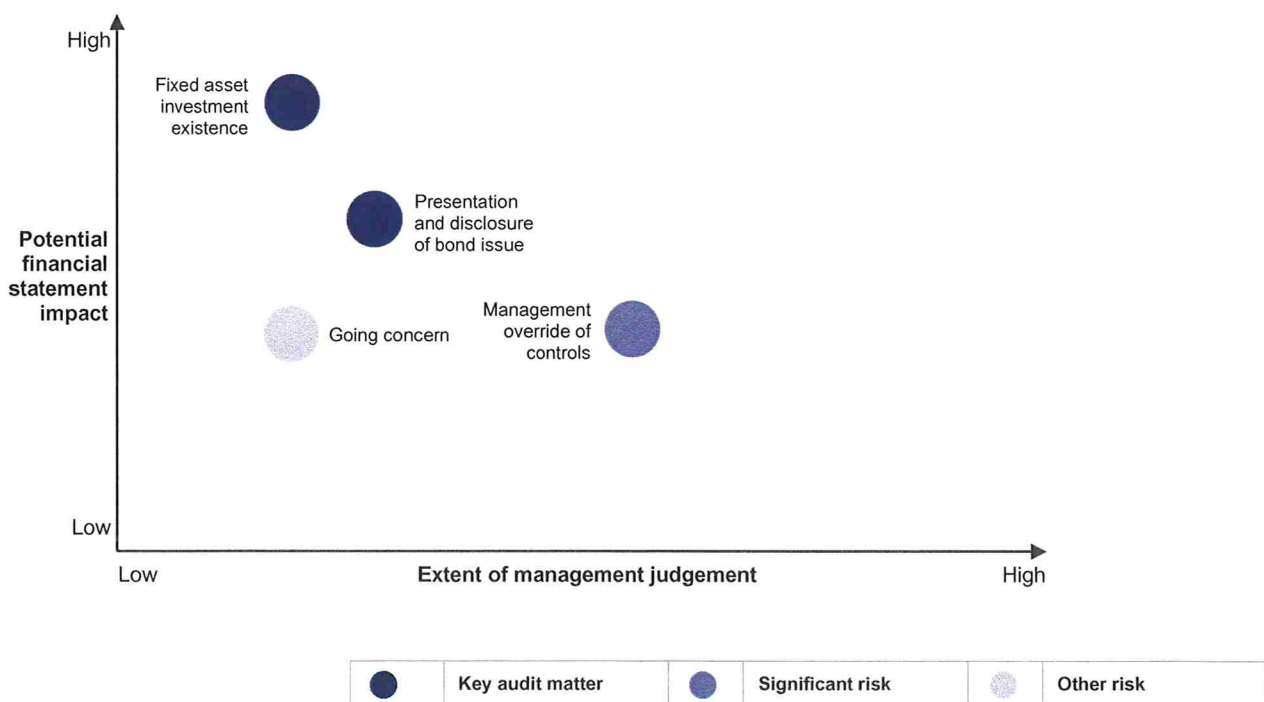 High
Fixed asset
investment
existence
Presentation
and disclosure
of bond issue
Potential
financial
statement
impact
Management
override of
controls
Going concern
Low
Low
Extent of management judgement
High
Key audit matter
Significant risk
Other risk